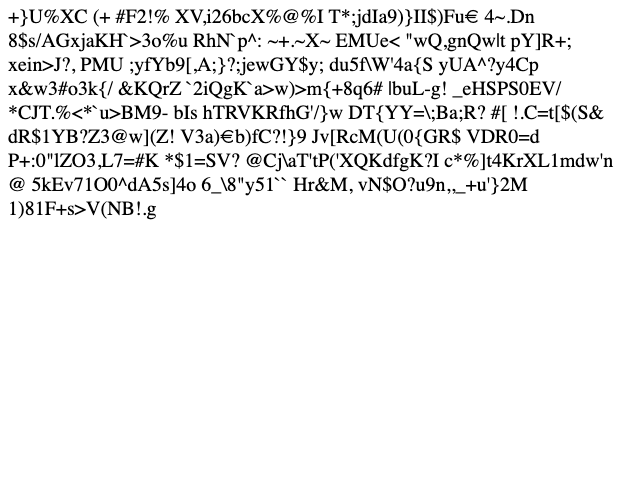 +}U%XC (+ #F2!% XV,i26bcX%@%I T*;jdIa9)}II$)Fu€ 4~.Dn
8$s/AGxjaKH`>3o%u RhN`p^: ~+.~X~ EMUe< "wQ,gnQw|t pY]R+;
xein>J?, PMU ;yfYb9[,A;}?;jewGY$y; du5f\W'4a{S yUA^?y4Cp
x&w3#o3k{/ &KQrZ `2iQgK`a>w)>m{+8q6# |buL-g! _eHSPS0EV/
*CJT.%<*`u>BM9- bIs hTRVKRfhG'/}w DT{YY=\;Ba;R? #[ !.C=t[$(S&
dR$1YB?Z3@w](Z! V3a)€b)fC?!}9 Jv[RcM(U(0{GR$ VDR0=d
P+:0"lZO3,L7=#K *$1=SV? @Cj\aT'tP('XQKdfgK?I c*%]t4KrXL1mdw'n
@ 5kEv71O0^dA5s]4o 6_\8"y51`` Hr&M, vN$O?u9n,,_+u'}2M
1)81F+s>V(NB!.g